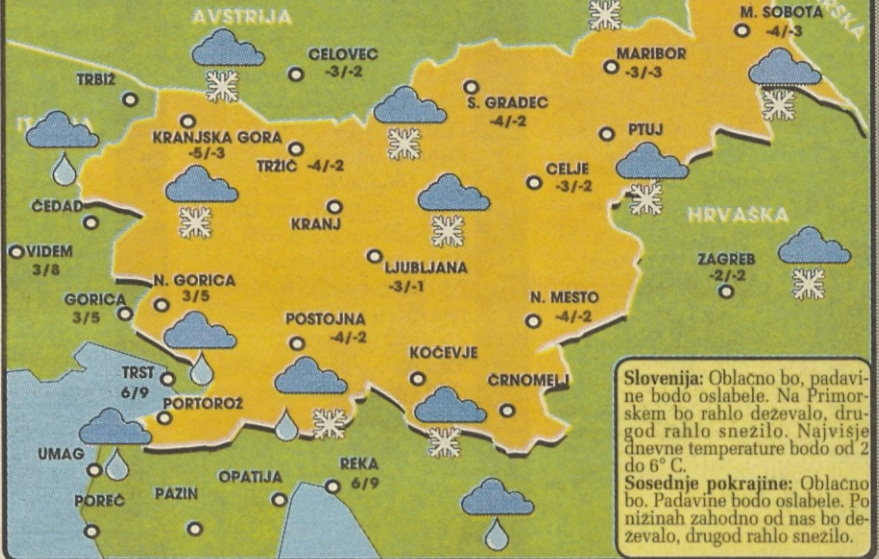 AVSTRIJA
M. SOBOTA
-4/-3
CELOVEC
-3/-2
MARIBOR
-3/-3
TRBIŽ
S. GRADEC
-4/-2
KRANJSKA GORA
-5/-3
PTUJ
TRŽIČ -4/-2
CELJE
-3/-2
ČEDAD
KRANJ
HRVAŠKA
VIDEM
3/8
LJUBLJANA
-3/-1
ZAGREB
-2/-2
N. GORICA
3/5
GORICA
3/5
N. MESTO
-4/-2
POSTOJNA
-4/-2
KOČEVJE
TRST
6/9
ČRNOMELJ
PORTOROŽ
UMAG
OPATIJA
REKA
6/9
POREČ
PAZIN
Slovenija: Oblačno bo, padavi-
ne bodo oslabele. Na Primor-
skem bo rahlo deževalo, dru-
god rahlo snežilo. Najvišje
dnevne temperature bodo od 2
do 6° C.
Sosednje pokrajine: Oblačno
bo. Padavine bodo oslabele. Po
nižinah zahodno od nas bo de-
ževalo, drugod rahlo snežilo.